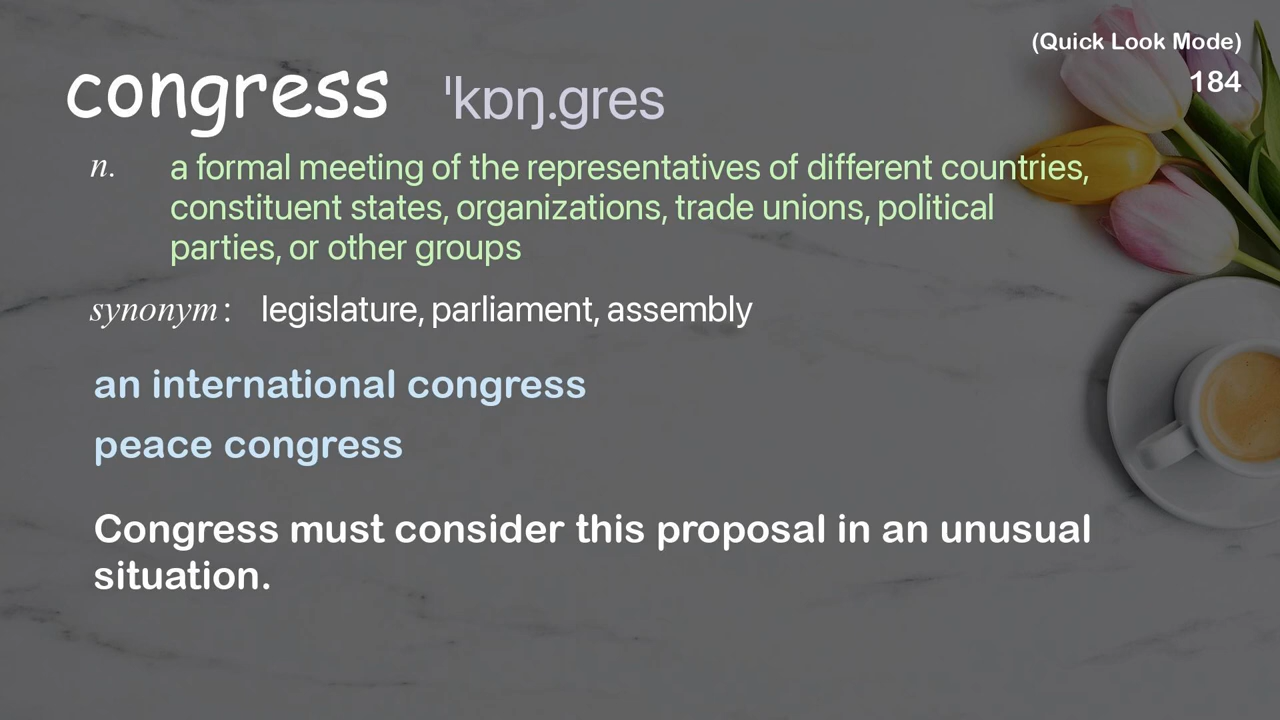 (Quick Look Mode)
184
congress ˈkɒŋ.ɡres
n. a formal meeting of the representatives of different countries,
constituent states, organizations, trade unions, political
parties, or other groups
synonym: legislature, parliament, assembly
an international congress
peace congress
Congress must consider this proposal in an unusual
situation.